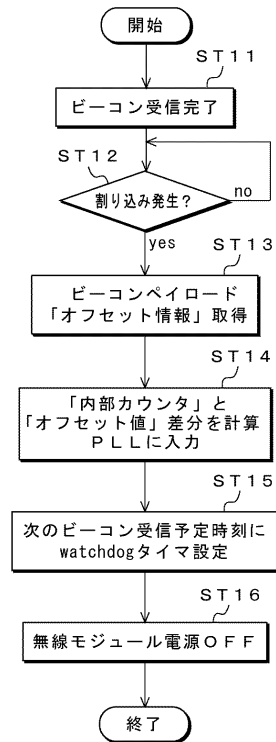 開始
ST11
ビーコン受信完了
ST12
割り込み発生？
no
yes
ST13
ビーコンペイロード
「オフセット情報」取得
ST14
「内部カウンタ」と
「オフセット値」差分を計算
PLLに入力
ST15
次のビーコン受信予定時刻に
watchdogタイマ設定
ST16
無線モジュール電源OFF
終了